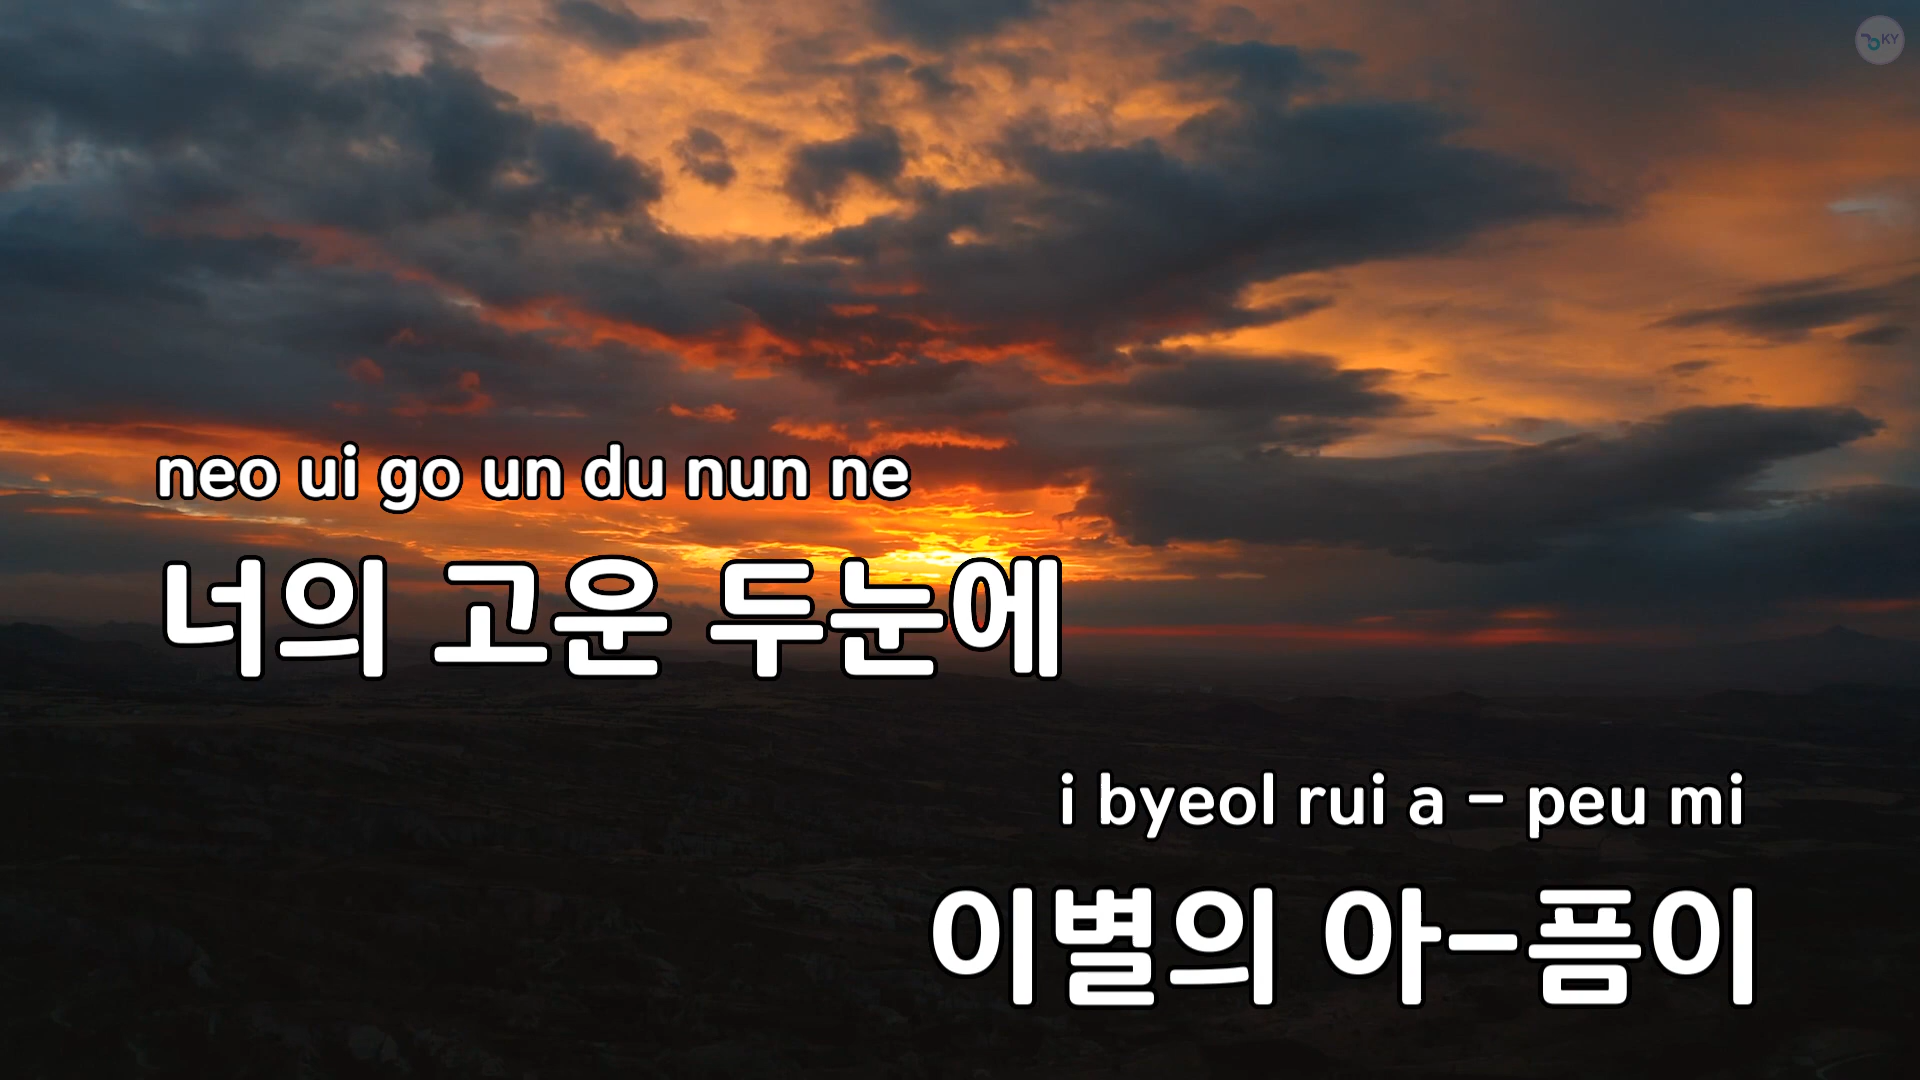 KY
neo ui go un du nun ne
너의 고운 두눈에
i byeol rui a – peu mi
이별의 아–픔이